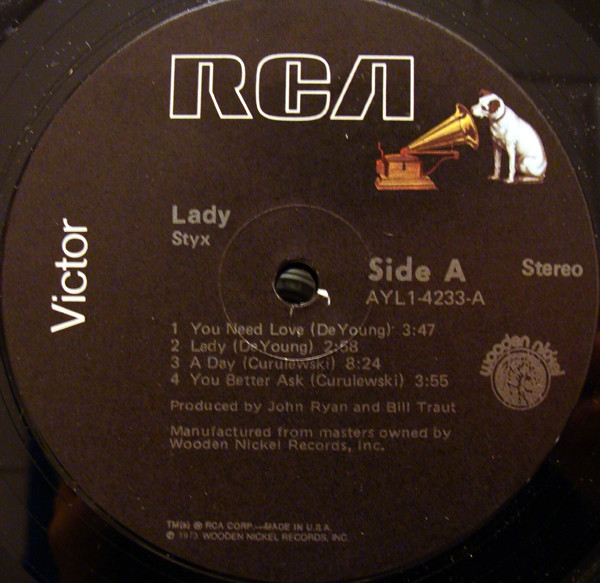 RCA
Victor
Lady
Styx
Side A
Stereo
AYL1-4233-A
1 You Need Love (DeYoung) 3:47
2 Lady (DeYoung) 2:58
3 A Day (Curulewski) 8:24
4 You Better Ask (Curulewski) 3:55
wooden nickel
Produced by John Ryan and Bill Traut
Manufactured from masters owned by
Wooden Nickel Records, Inc.
TM(s) ® RCA CORP.—MADE IN U.S.A.
℗ 1973 WOODEN NICKEL RECORDS, INC.